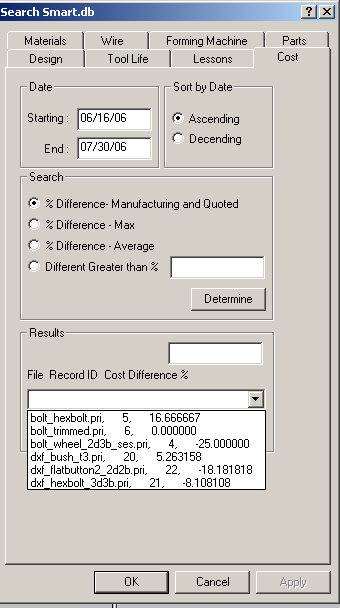 Search Smart.db
Materials Wire Forming Machine Parts
Design Tool Life Lessons Cost
Date
Starting : 06/16/06
End : 07/30/06
Sort by Date
Ascending
Decending
Search
% Difference- Manufacturing and Quoted
% Difference - Max
% Difference - Average
Different Greater than %
Determine
Results
File Record ID Cost Difference %
bolt_hexbolt.pri, 5, 16.666667
bolt_trimmed.pri, 6, 0.000000
bolt_wheel_2d3b_ses.pri, 4, -25.000000
dxf_bush_t3.pri, 20, 5.263158
dxf_flatbutton2_2d2b.pri, 22, -18.181818
dxf_hexbolt_3d3b.pri, 21, -8.108108
OK Cancel Apply